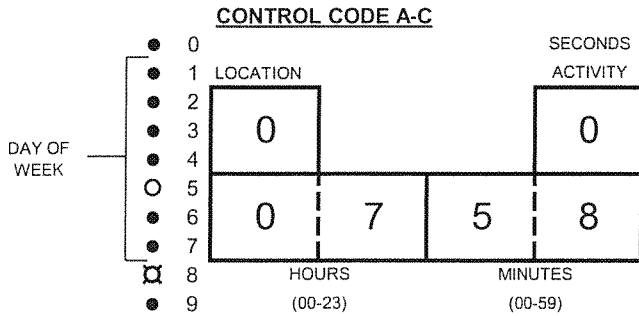 CONTROL CODE A-C
0
SECONDS
1 LOCATION ACTIVITY
2
3 0 0
DAY OF
4
WEEK
5
6 0 7 5 8
7
8 HOURS MINUTES
9 (00-23) (00-59)